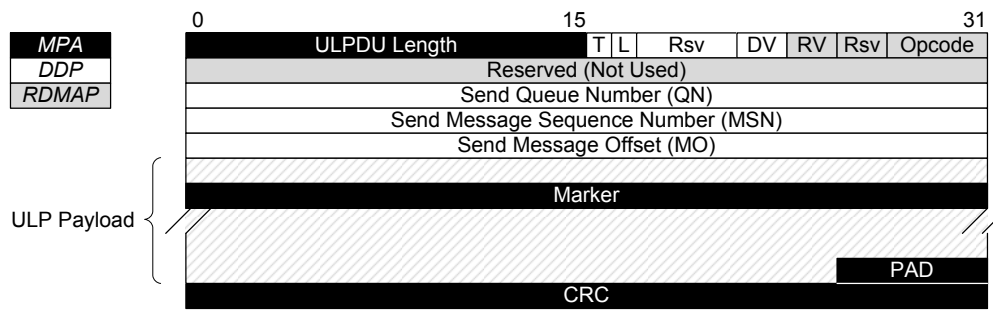 0 15 31
MPA ULPDU Length T L Rsv DV RV Rsv Opcode
DDP Reserved (Not Used)
RDMAP Send Queue Number (QN)
Send Message Sequence Number (MSN)
Send Message Offset (MO)
Marker
ULP Payload
PAD
CRC